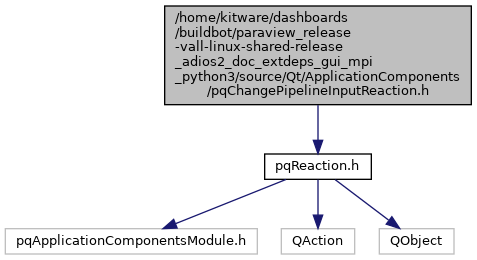 /home/kitware/dashboards
/buildbot/paraview_release
-vall-linux-shared-release
_adios2_doc_extdeps_gui_mpi
_python3/source/Qt/ApplicationComponents
/pqChangePipelineInputReaction.h
pqReaction.h
pqApplicationComponentsModule.h
QAction
QObject